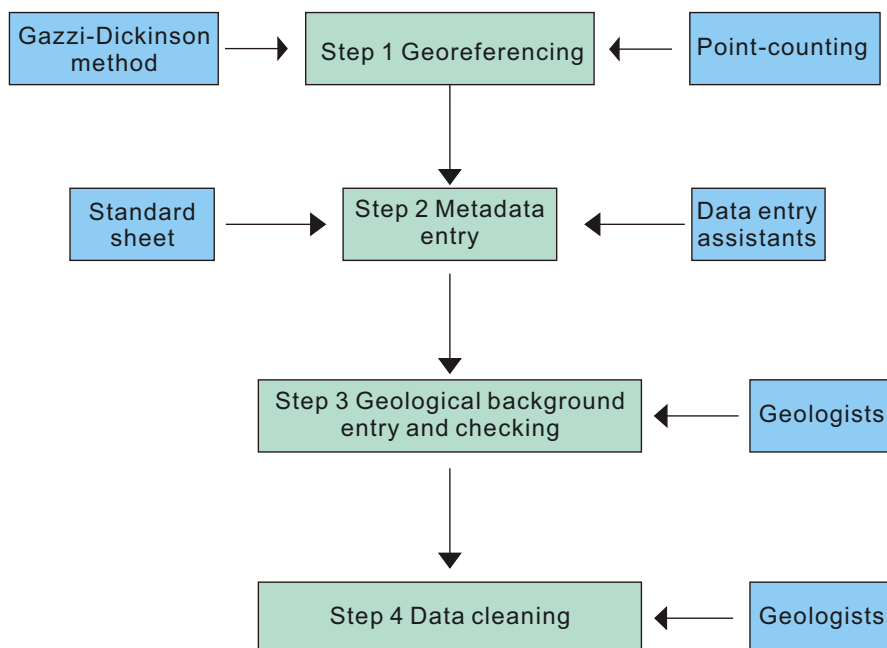 Gazzi-Dickinson
method
Step 1 Georeferencing
Point-counting
Standard
sheet
Step 2 Metadata
entry
Data entry
assistants
Step 3 Geological background
entry and checking
Geologists
Step 4 Data cleaning
Geologists